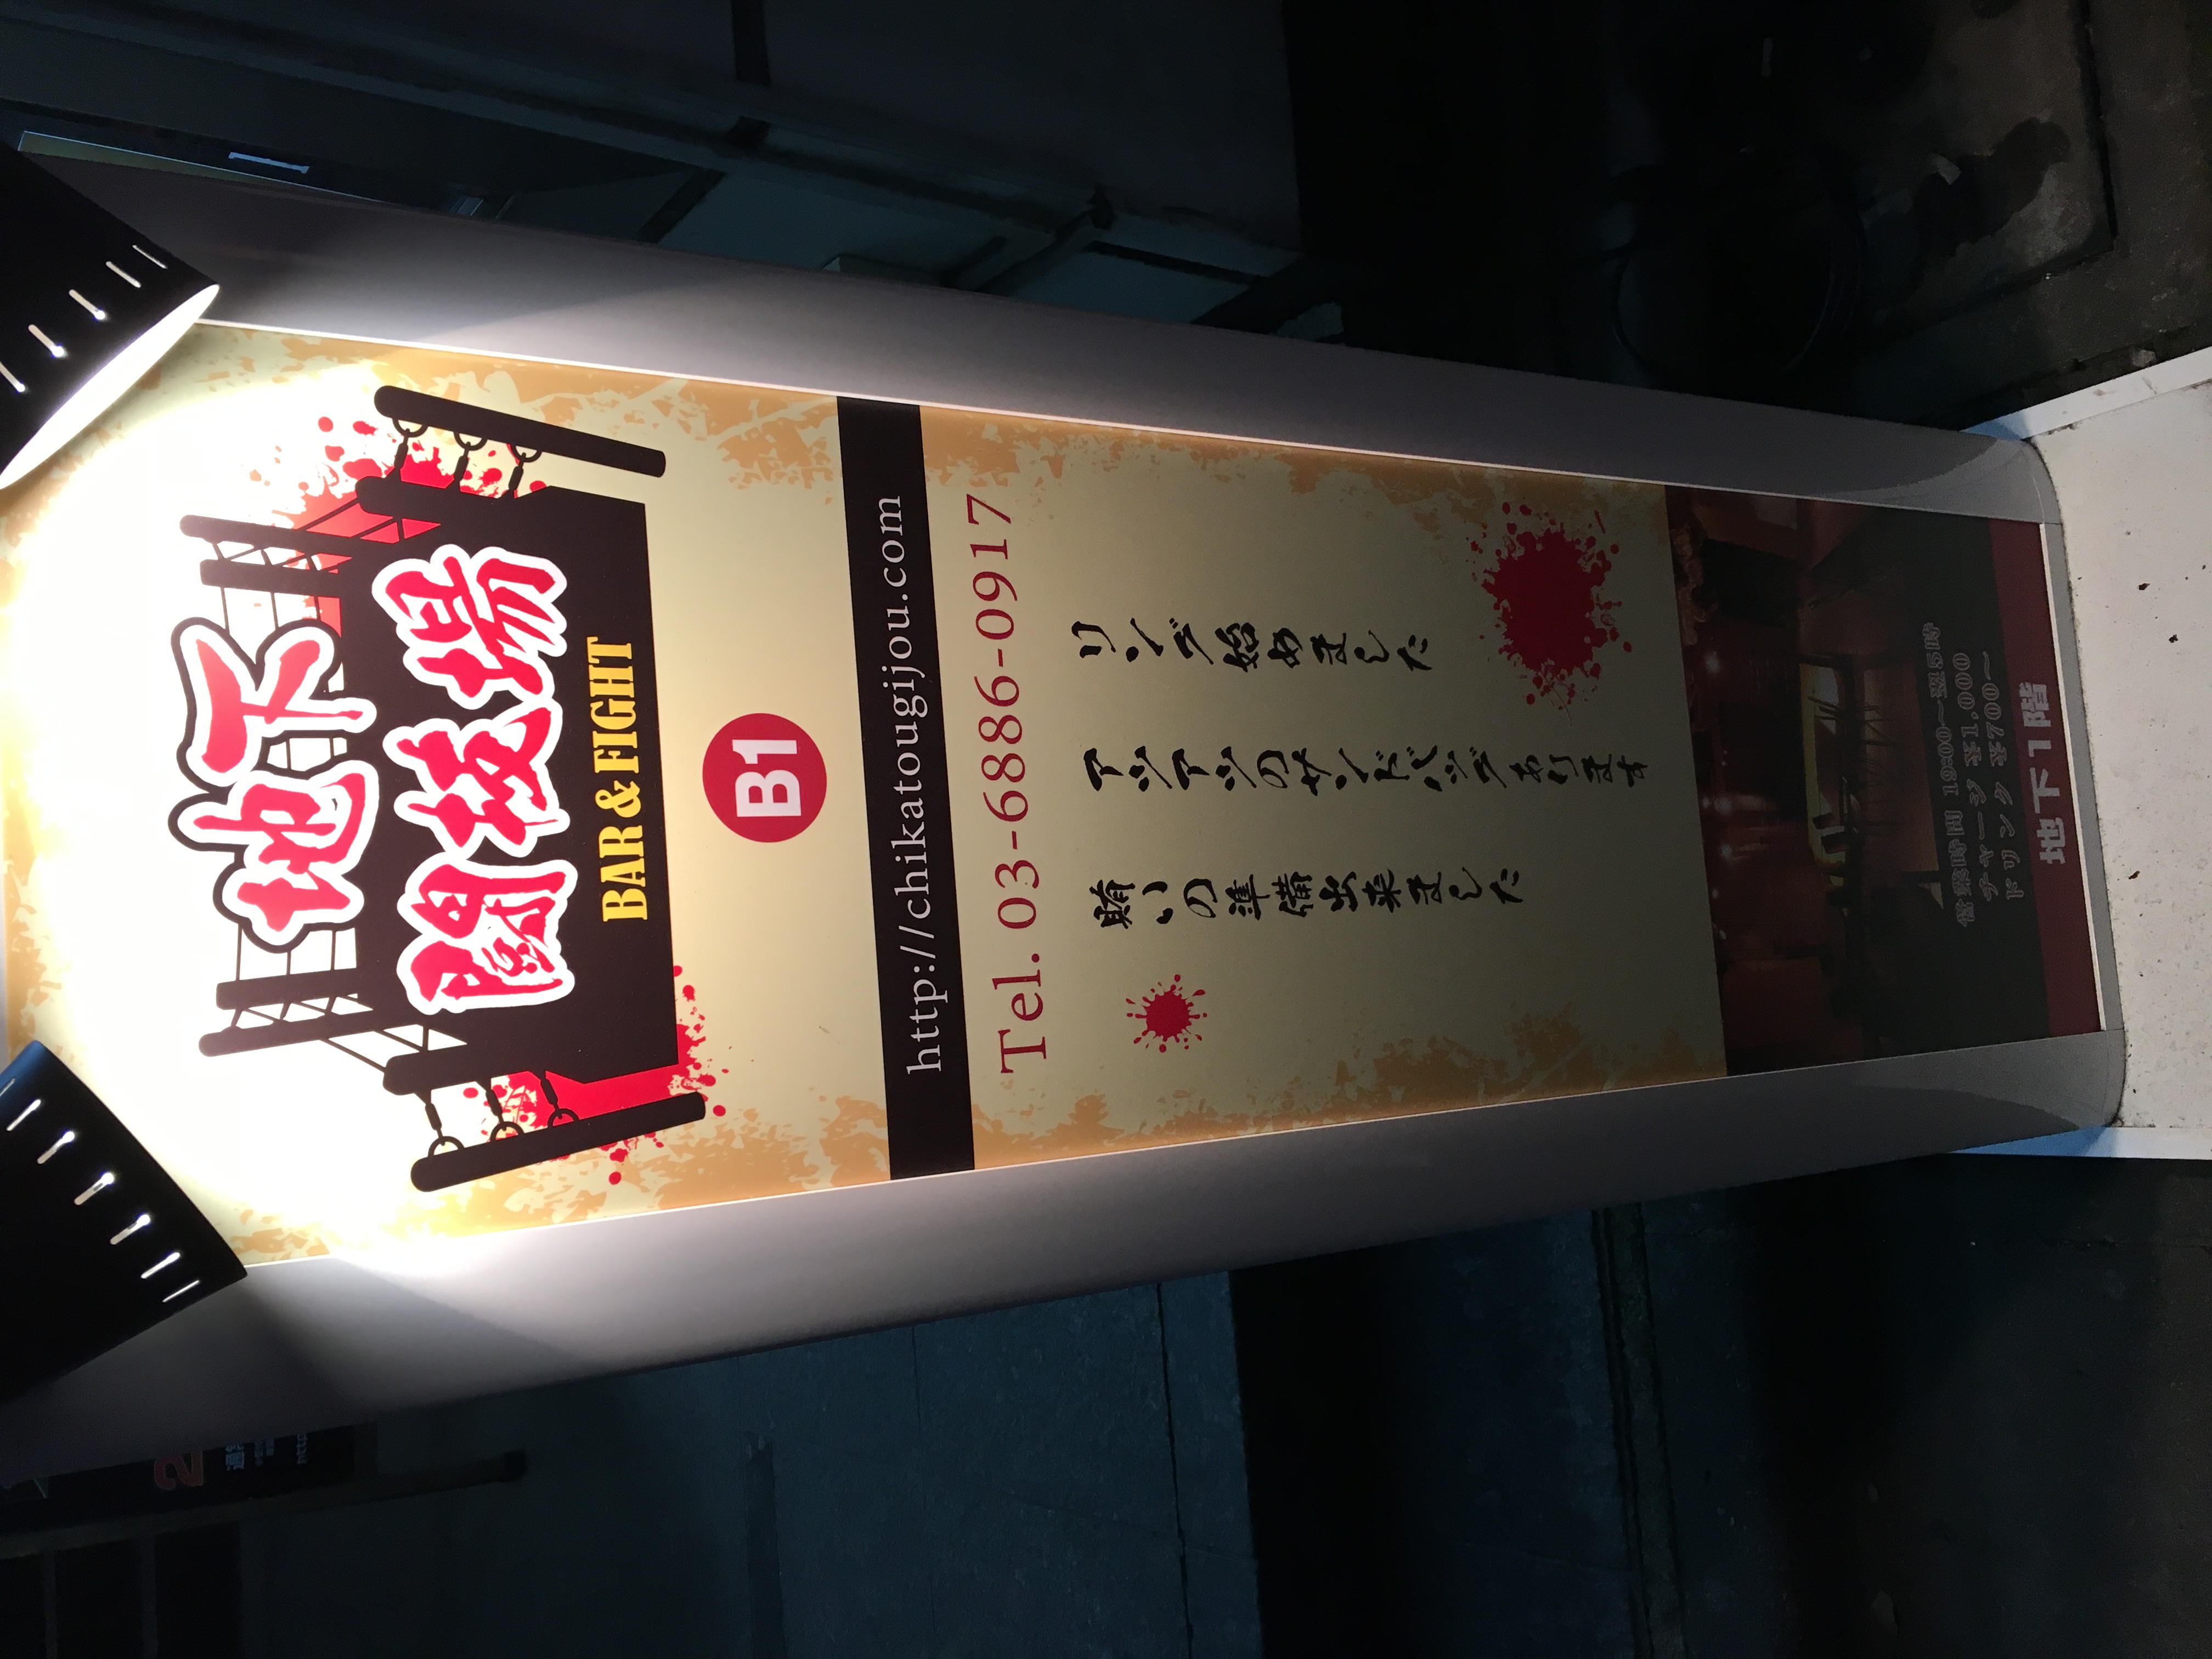 地下
闘技場
BAR & FIGHT
B1
http://chikatougijou.com
Tel. 03-6886-0917
リング始めました
アツアツのサンドバッグあります
賄いの準備出来ました
営業時間 19:00～翌5時
チャージ ¥1,000
ドリンク ¥700～
地下1階